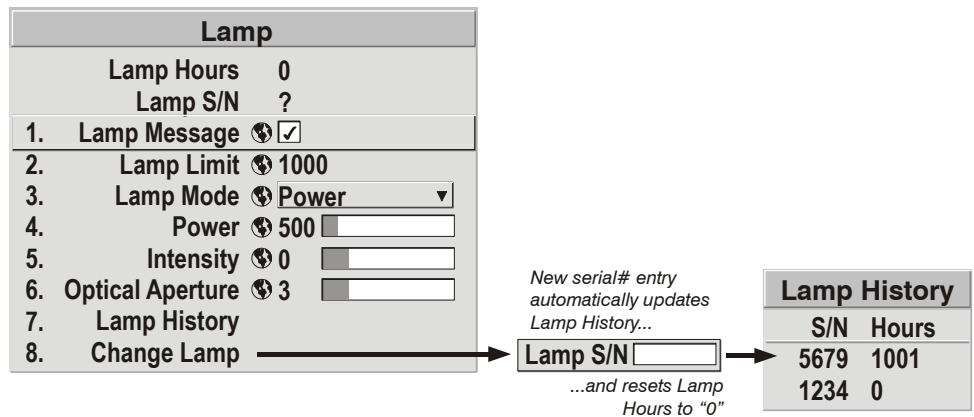 Lamp
Lamp Hours 0
Lamp S/N ?
1. Lamp Message
2. Lamp Limit 1000
3. Lamp Mode Power
4. Power 500
5. Intensity 0
6. Optical Aperture 3
7. Lamp History
8. Change Lamp
New serial# entry
automatically updates
Lamp History...
Lamp S/N
...and resets Lamp
Hours to “0”
Lamp History
S/N Hours
5679 1001
1234 0